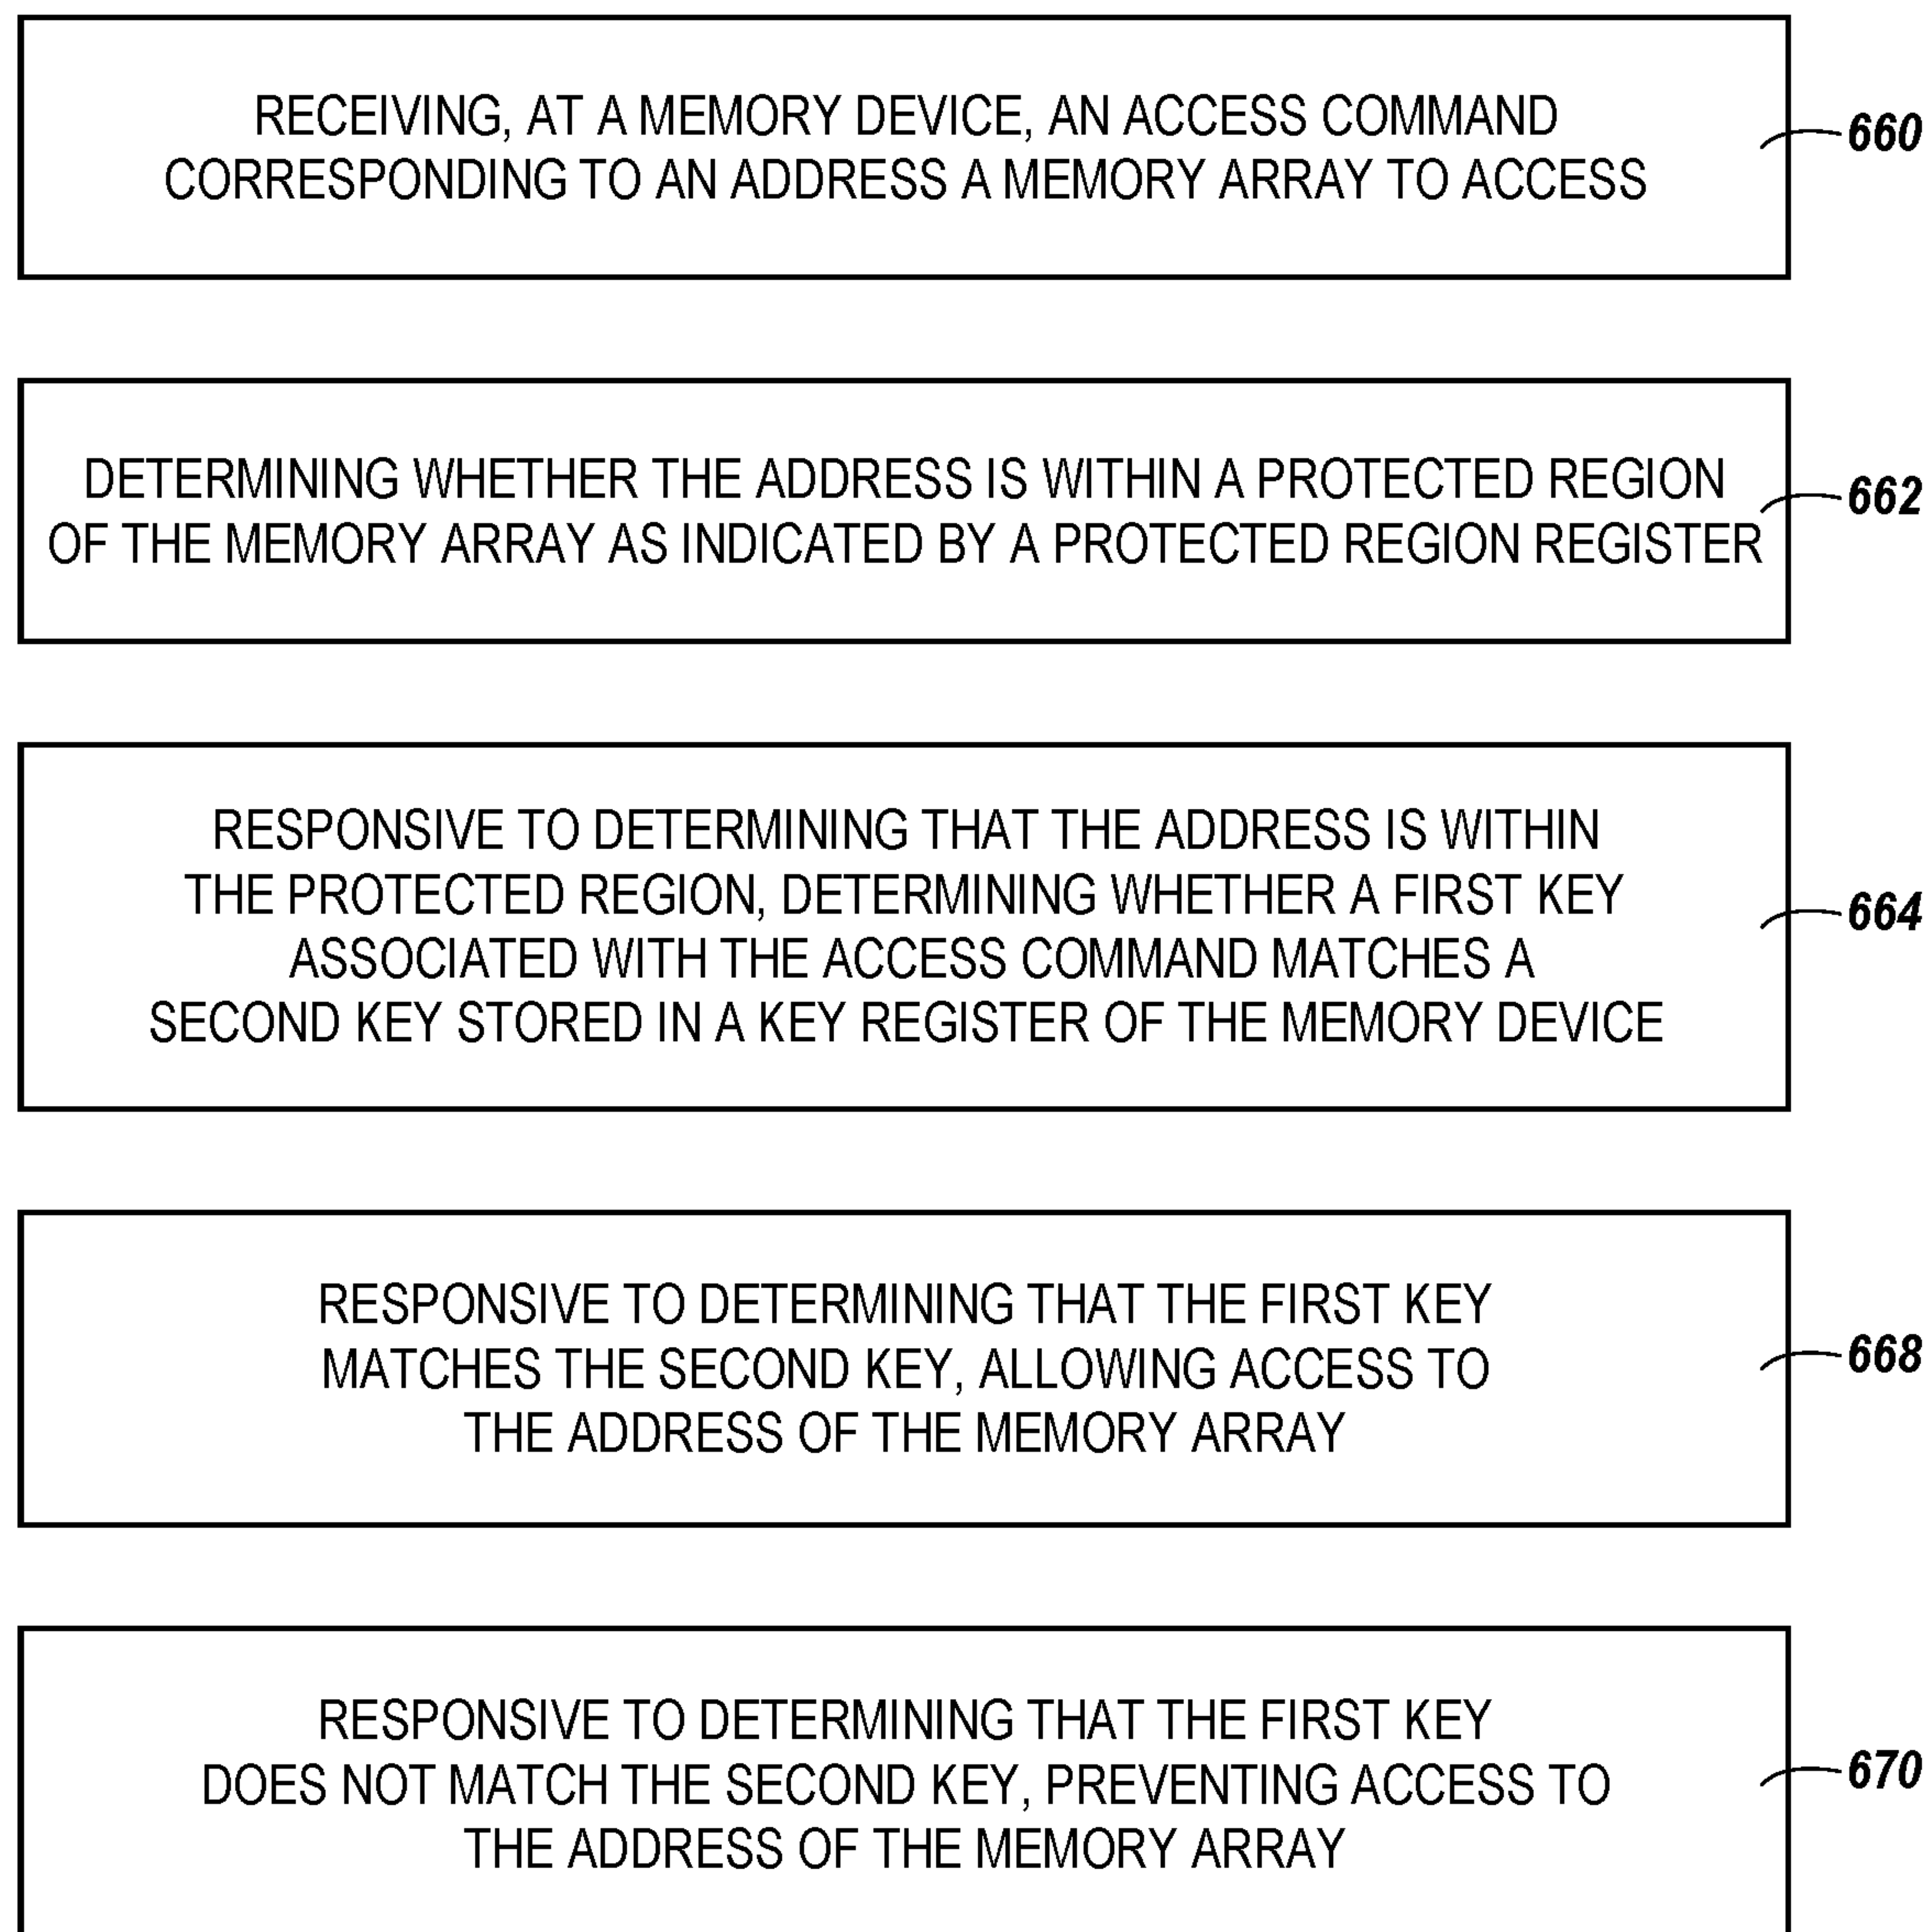 RECEIVING, AT A MEMORY DEVICE, AN ACCESS COMMAND
CORRESPONDING TO AN ADDRESS A MEMORY ARRAY TO ACCESS
660
DETERMINING WHETHER THE ADDRESS IS WITHIN A PROTECTED REGION
OF THE MEMORY ARRAY AS INDICATED BY A PROTECTED REGION REGISTER
662
RESPONSIVE TO DETERMINING THAT THE ADDRESS IS WITHIN
THE PROTECTED REGION, DETERMINING WHETHER A FIRST KEY
ASSOCIATED WITH THE ACCESS COMMAND MATCHES A
SECOND KEY STORED IN A KEY REGISTER OF THE MEMORY DEVICE
664
RESPONSIVE TO DETERMINING THAT THE FIRST KEY
MATCHES THE SECOND KEY, ALLOWING ACCESS TO
THE ADDRESS OF THE MEMORY ARRAY
668
RESPONSIVE TO DETERMINING THAT THE FIRST KEY
DOES NOT MATCH THE SECOND KEY, PREVENTING ACCESS TO
THE ADDRESS OF THE MEMORY ARRAY
670